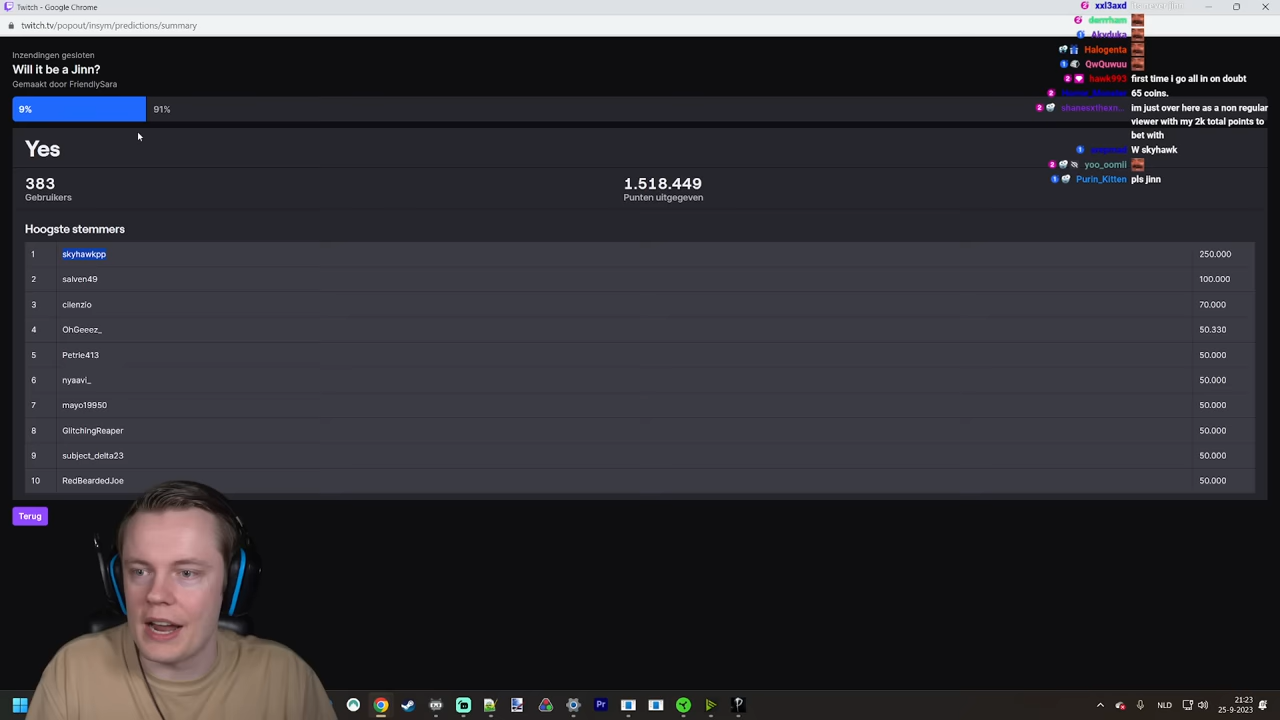 Twitch - Google Chrome
twitch.tv/popout/insym/predictions/summary
Inzendingen gesloten
Will it be a Jinn?
Gemaakt door FriendlySara
9%
91%
Yes
383
Gebruikers
1.518.449
Punten uitgegeven
Hoogste stemmers
1 skyhawkpp 250.000
2 salven49 100.000
3 cilenzio 70.000
4 OhGeeez_ 50.330
5 Petrie413 50.000
6 nyaavi_ 50.000
7 mayo19950 50.000
8 GlitchingReaper 50.000
9 subject_delta23 50.000
10 RedBeardedJoe 50.000
Terug
xxl3axd
derrrham
Akyduka
Halogenta
QwQuwuu
hawk993 first time i go all in on doubt
65 coins.
shanesxthexn... im just over here as a non regular
viewer with my 2k total points to
bet with
W skyhawk
yoo_oomii
Purin_Kitten pls jinn
NLD
21:23
25-9-2023